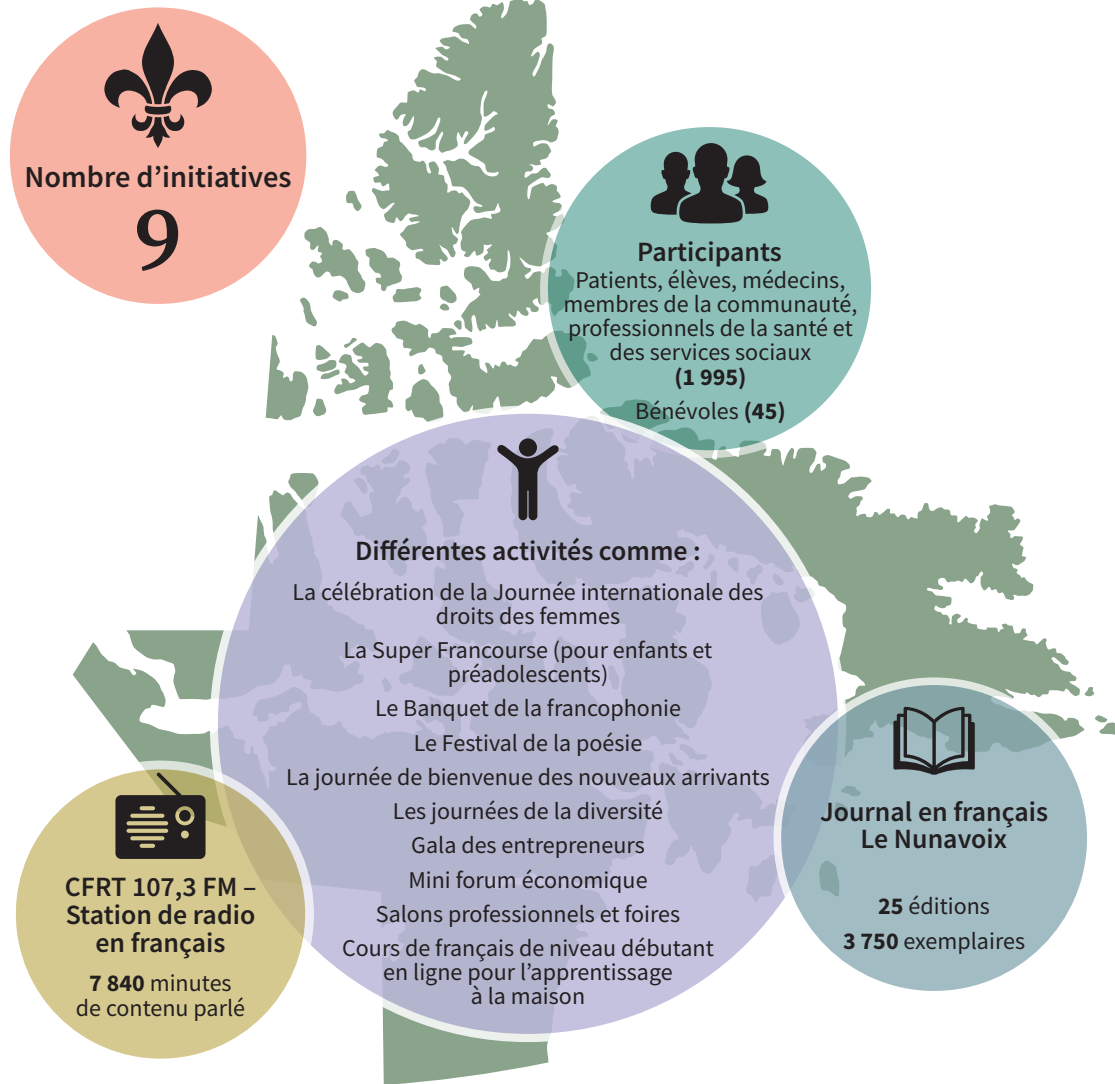 Nombre d’initiatives
9
Participants
Patients, élèves, médecins,
membres de la communauté,
professionnels de la santé et
des services sociaux
(1 995)
Bénévoles (45)
Différentes activités comme :
La célébration de la Journée internationale des
droits des femmes
La Super Francourse (pour enfants et
préadolescents)
Le Banquet de la francophonie
Le Festival de la poésie
La journée de bienvenue des nouveaux arrivants
Les journées de la diversité
Gala des entrepreneurs
Mini forum économique
Salons professionnels et foires
Cours de français de niveau débutant
en ligne pour l’apprentissage
à la maison
CFRT 107,3 FM –
Station de radio
en français
7 840 minutes
de contenu parlé
Journal en français
Le Nunavoix
25 éditions
3 750 exemplaires